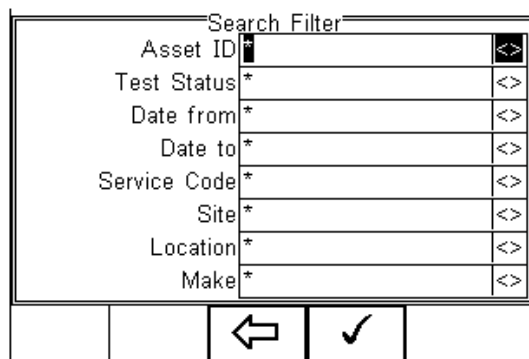 Search Filter
Asset ID * <>
Test Status * <>
Date from * <>
Date to * <>
Service Code * <>
Site * <>
Location * <>
Make * <>